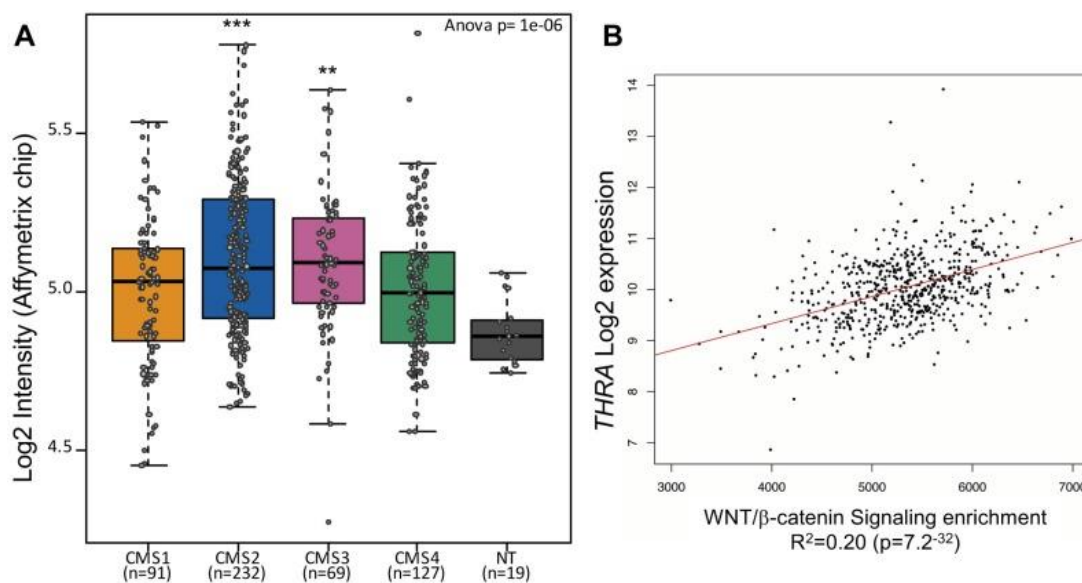 A
Anova p= 1e-06
***
**
Log2 Intensity (Affymetrix chip)
5.5
5.0
4.5
CMS1 CMS2 CMS3 CMS4 NT
(n=91) (n=232) (n=69) (n=127) (n=19)
B
THRA Log2 expression
14
13
12
11
10
9
8
7
3000 4000 5000 6000 7000
WNT/β-catenin Signaling enrichment
R²=0.20 (p=7.2⁻³²)